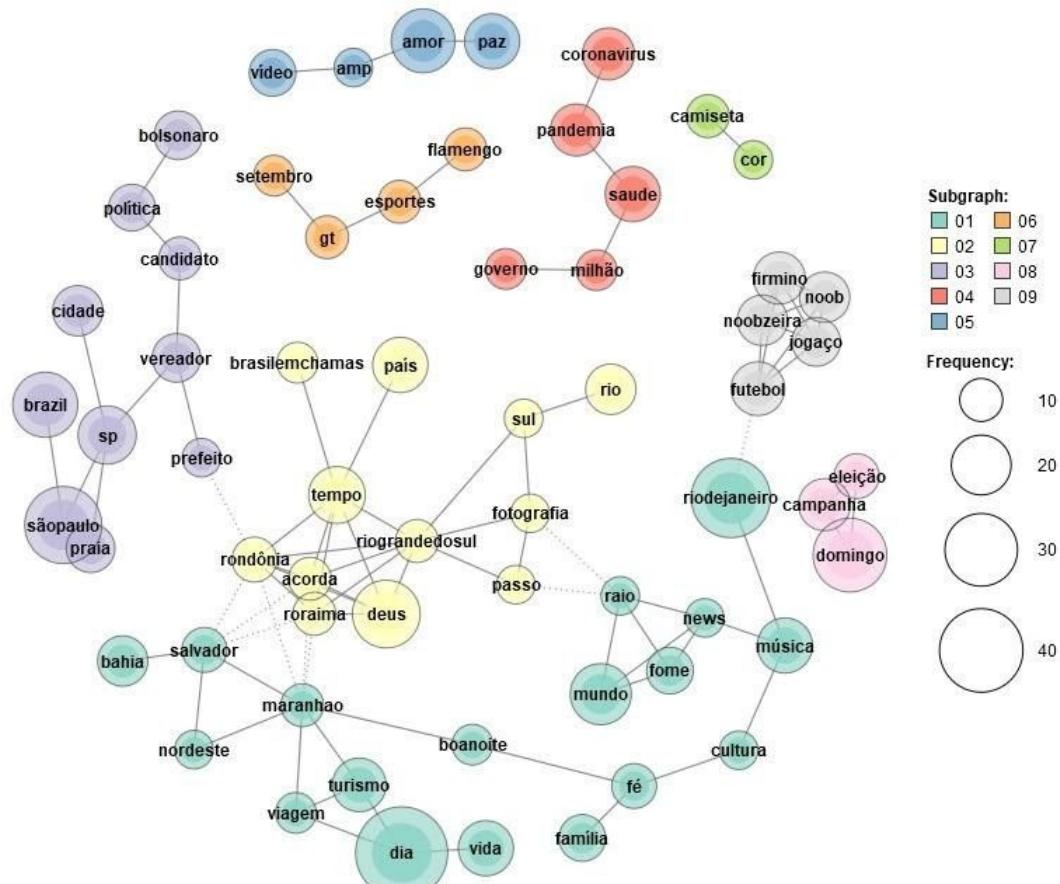 amor
paz
vídeo
amp
coronavirus
pandemia
saude
governo
milhão
camiseta
cor
bolsonaro
política
candidato
cidade
vereador
brazil
sp
prefeito
sãopaulo
praia
flamengo
setembro
esportes
gt
firmino
noob
noobzeira
jogaço
futebol
brasilemchamas
país
sul
rio
tempo
fotografia
riograndedosul
rondônia
acorda
roraima
deus
passo
riodejaneiro
eleição
campanha
domingo
raio
news
música
fome
mundo
bahia
salvador
maranhao
nordeste
boanoite
cultura
turismo
viagem
fé
família
dia
vida
Subgraph:
01 06
02 07
03 08
04 09
05
Frequency:
10
20
30
40